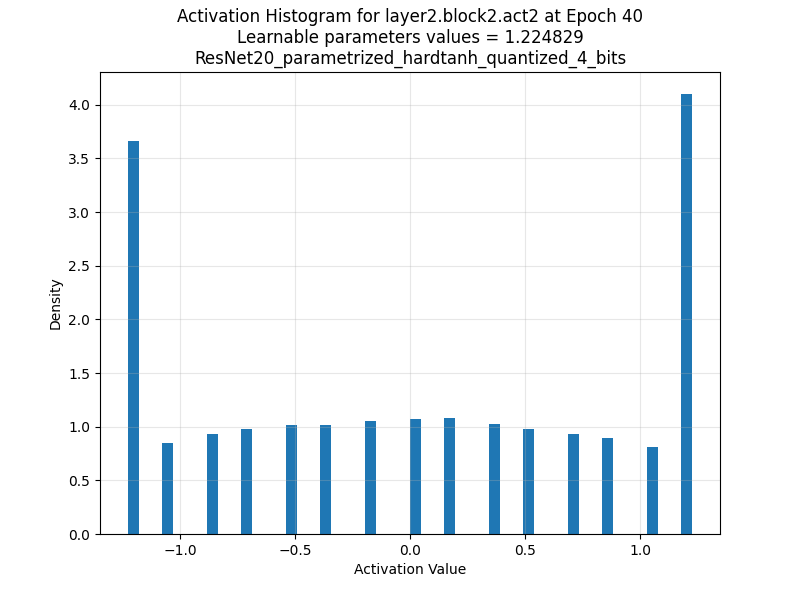 Activation Histogram for layer2.block2.act2 at Epoch 40
Learnable parameters values = 1.224829
ResNet20_parametrized_hardtanh_quantized_4_bits
4.0
3.5
3.0
2.5
2.0
1.5
1.0
0.5
0.0
Density
−1.0 −0.5 0.0 0.5 1.0
Activation Value